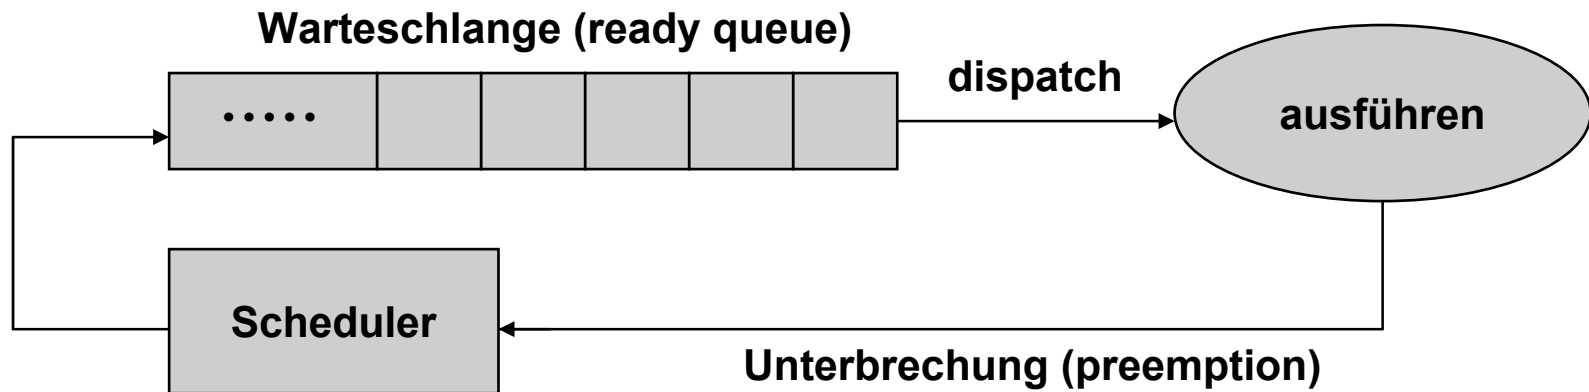 Warteschlange (ready queue)
dispatch
.....
ausführen
Scheduler
Unterbrechung (preemption)